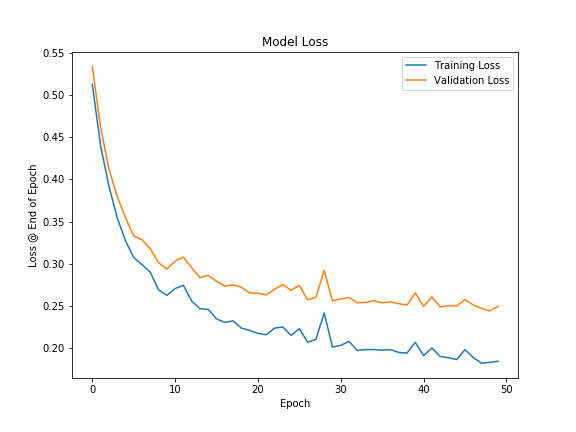 Model Loss
Training Loss
Validation Loss
0.55
0.50
0.45
0.40
0.35
0.30
0.25
0.20
Loss @ End of Epoch
0
10
20
30
40
50
Epoch